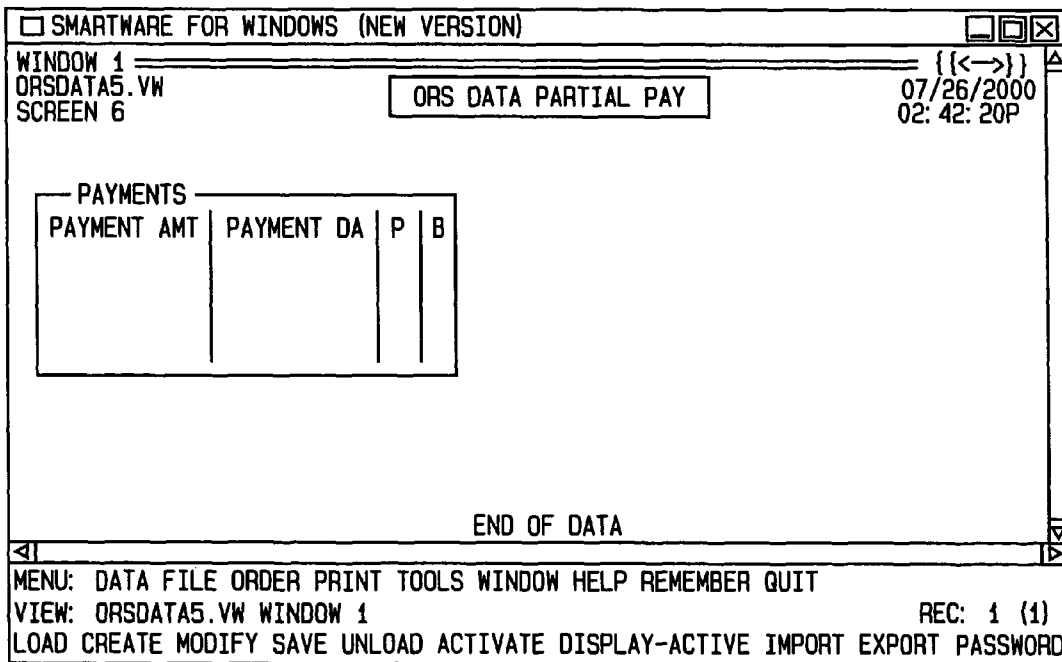 SMARTWARE FOR WINDOWS (NEW VERSION)
WINDOW 1 {{<—>}}
ORSDATA5.VW ORS DATA PARTIAL PAY 07/26/2000
SCREEN 6 02:42:20P
PAYMENTS
PAYMENT AMT PAYMENT DA P B
END OF DATA
MENU: DATA FILE ORDER PRINT TOOLS WINDOW HELP REMEMBER QUIT
VIEW: ORSDATA5.VW WINDOW 1 REC: 1 (1)
LOAD CREATE MODIFY SAVE UNLOAD ACTIVATE DISPLAY-ACTIVE IMPORT EXPORT PASSWORD